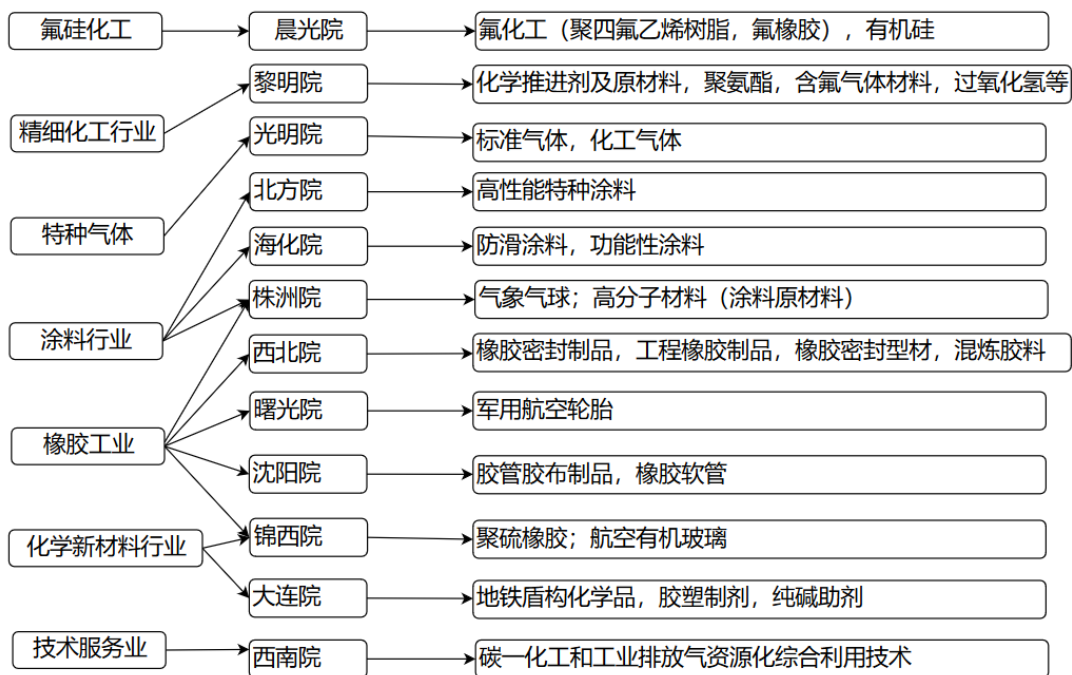 氟硅化工
晨光院
氟化工（聚四氟乙烯树脂，氟橡胶），有机硅
黎明院
化学推进剂及原材料，聚氨酯，含氟气体材料，过氧化氢等
精细化工行业
光明院
标准气体，化工气体
北方院
高性能特种涂料
特种气体
海化院
防滑涂料，功能性涂料
株洲院
气象气球；高分子材料（涂料原材料）
涂料行业
西北院
橡胶密封制品，工程橡胶制品，橡胶密封型材，混炼胶料
曙光院
军用航空轮胎
橡胶工业
沈阳院
胶管胶布制品，橡胶软管
锦西院
聚硫橡胶；航空有机玻璃
化学新材料行业
大连院
地铁盾构化学品，胶塑制剂，纯碱助剂
技术服务业
西南院
碳一化工和工业排放气资源化综合利用技术